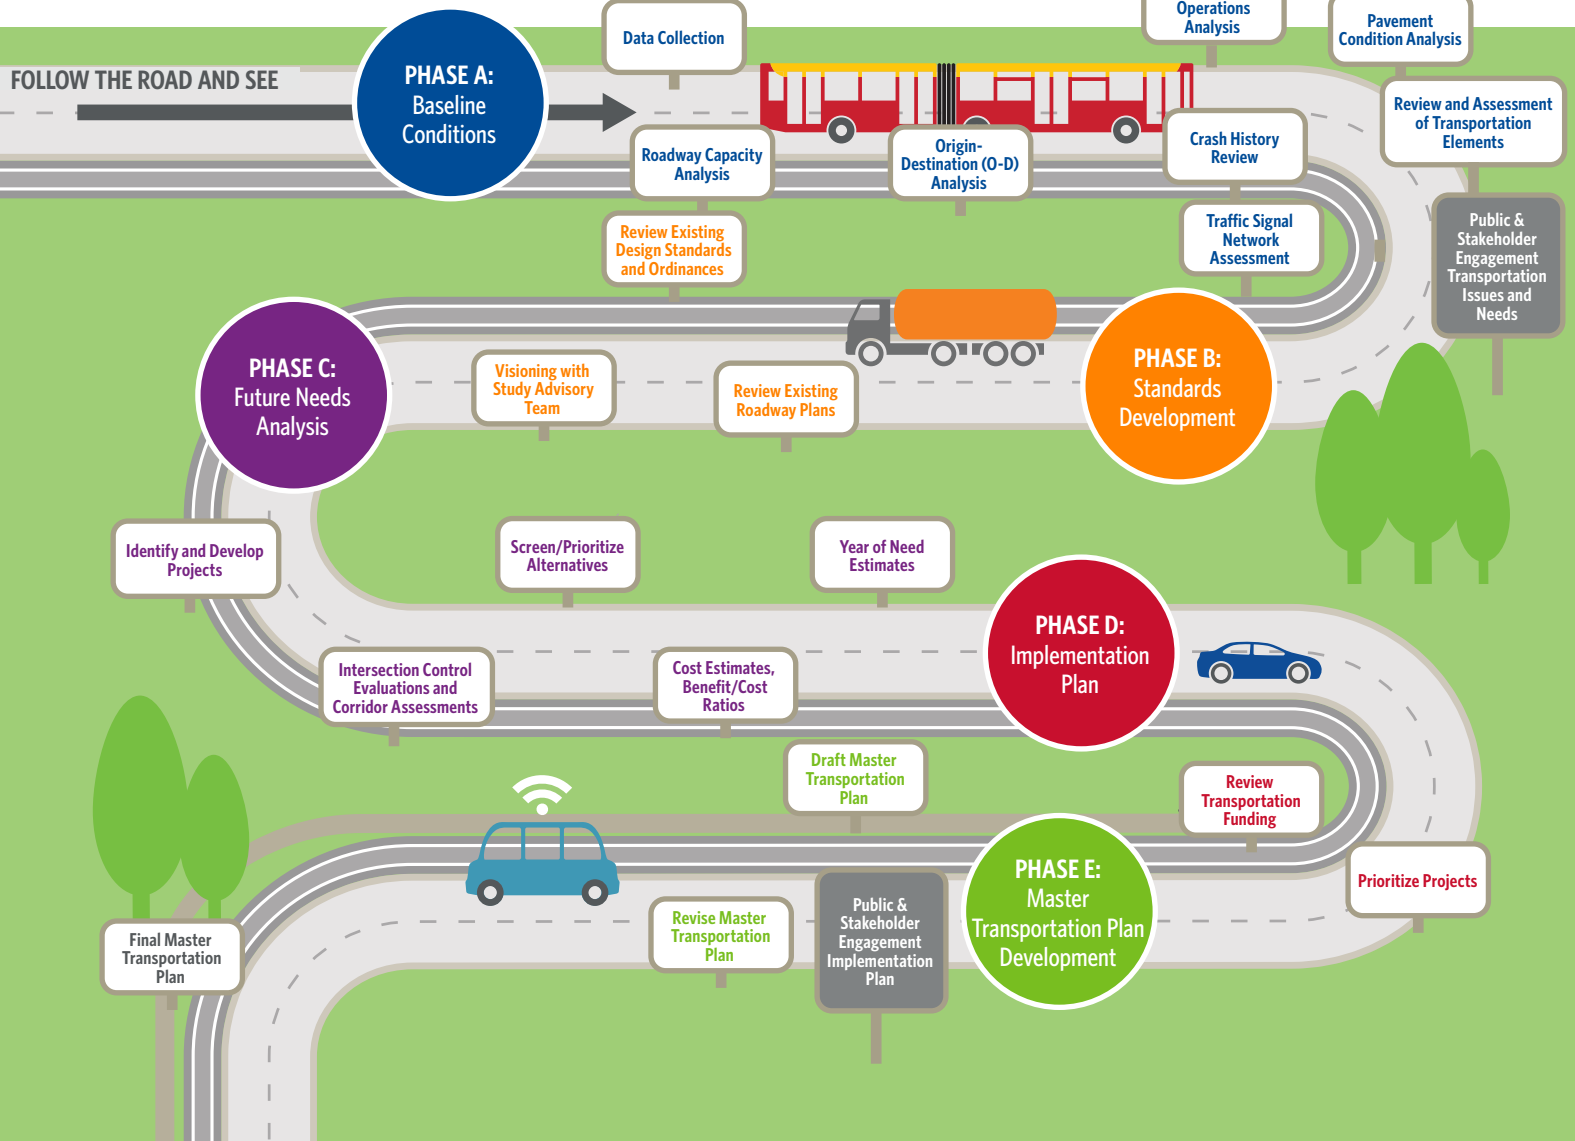 FOLLOW THE ROAD AND SEE
PHASE A:
Baseline
Conditions
Data Collection
Operations
Analysis
Pavement
Condition Analysis
Roadway Capacity
Analysis
Origin-
Destination (O-D)
Analysis
Crash History
Review
Review and Assessment
of Transportation
Elements
Traffic Signal
Network
Assessment
Public &
Stakeholder
Engagement
Transportation
Issues and
Needs
PHASE B:
Standards
Development
Review Existing
Design Standards
and Ordinances
Review Existing
Roadway Plans
Visioning with
Study Advisory
Team
PHASE C:
Future Needs
Analysis
Identify and Develop
Projects
Screen/Prioritize
Alternatives
Year of Need
Estimates
Intersection Control
Evaluations and
Corridor Assessments
Cost Estimates,
Benefit/Cost
Ratios
PHASE D:
Implementation
Plan
Review
Transportation
Funding
Prioritize Projects
PHASE E:
Master
Transportation Plan
Development
Draft Master
Transportation
Plan
Public &
Stakeholder
Engagement
Implementation
Plan
Revise Master
Transportation
Plan
Final Master
Transportation
Plan